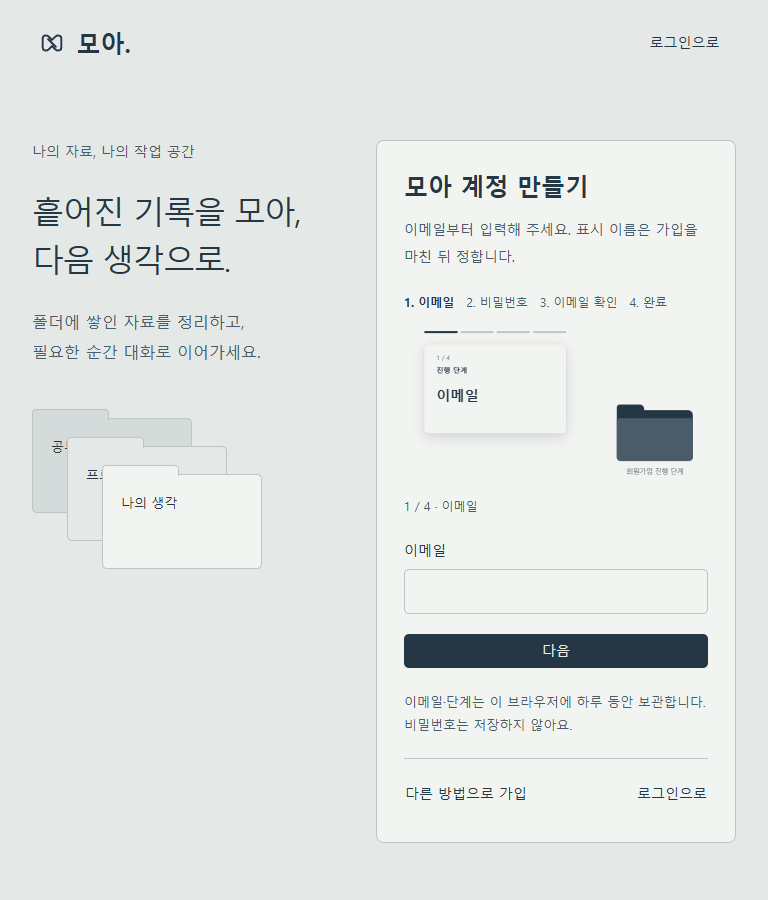 모아.
로그인으로
나의 자료, 나의 작업 공간
흩어진 기록을 모아,
다음 생각으로.
폴더에 쌓인 자료를 정리하고,
필요한 순간 대화로 이어가세요.
나의 생각
모아 계정 만들기
이메일부터 입력해 주세요. 표시 이름은 가입을
마친 뒤 정합니다.
1. 이메일 2. 비밀번호 3. 이메일 확인 4. 완료
1 / 4
진행 단계
이메일
회원가입 진행 단계
1 / 4 · 이메일
이메일
다음
이메일·단계는 이 브라우저에 하루 동안 보관합니다.
비밀번호는 저장하지 않아요.
다른 방법으로 가입
로그인으로